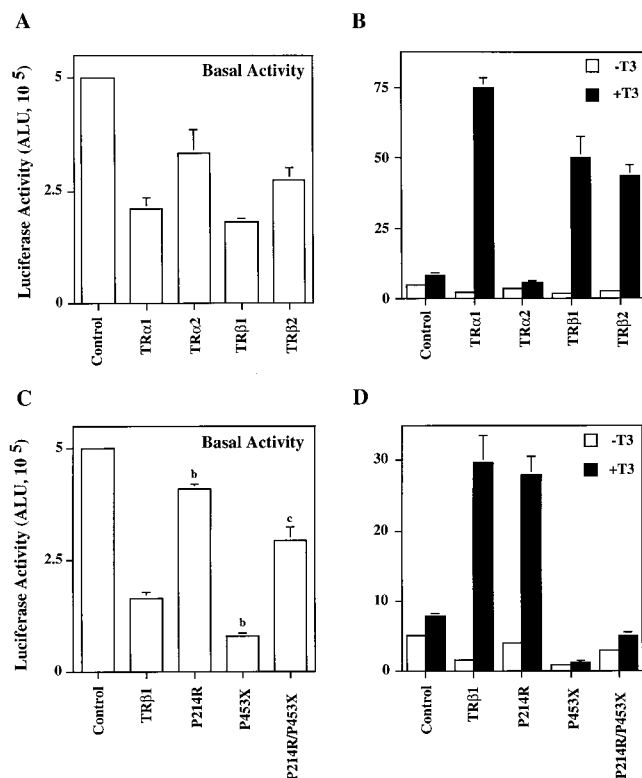 A
B
Luciferase Activity (ALU, 10 5)
5
2.5
0
Basal Activity
Control
TRα1
TRα2
TRβ1
TRβ2
75
50
25
0
-T3
+T3
Control
TRα1
TRα2
TRβ1
TRβ2
C
D
Luciferase Activity (ALU, 10 5)
5
2.5
0
Basal Activity
b
b
c
Control
TRβ1
P214R
P453X
P214R/P453X
30
20
10
0
-T3
+T3
Control
TRβ1
P214R
P453X
P214R/P453X